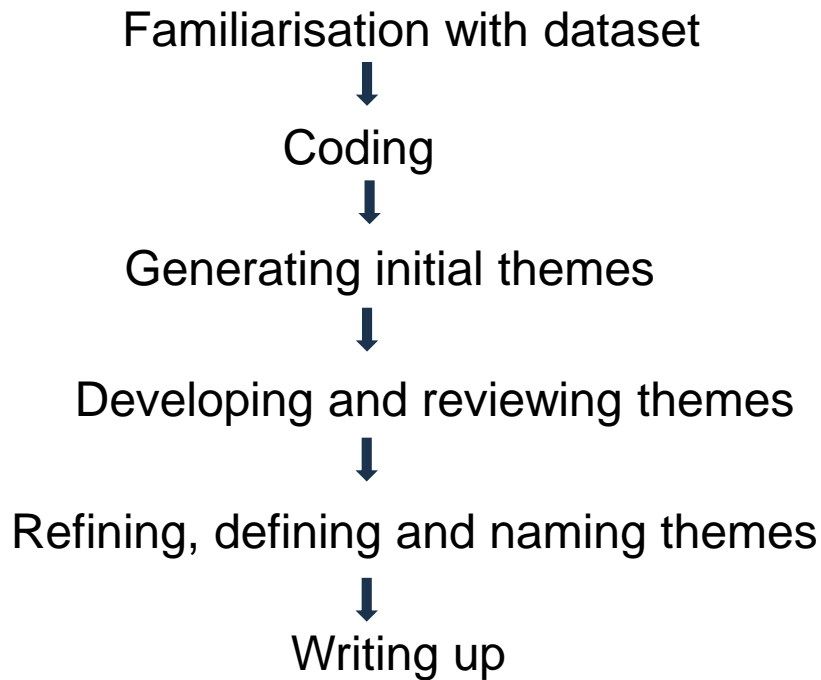 Familiarisation with dataset
Coding
Generating initial themes
Developing and reviewing themes
Refining, defining and naming themes
Writing up